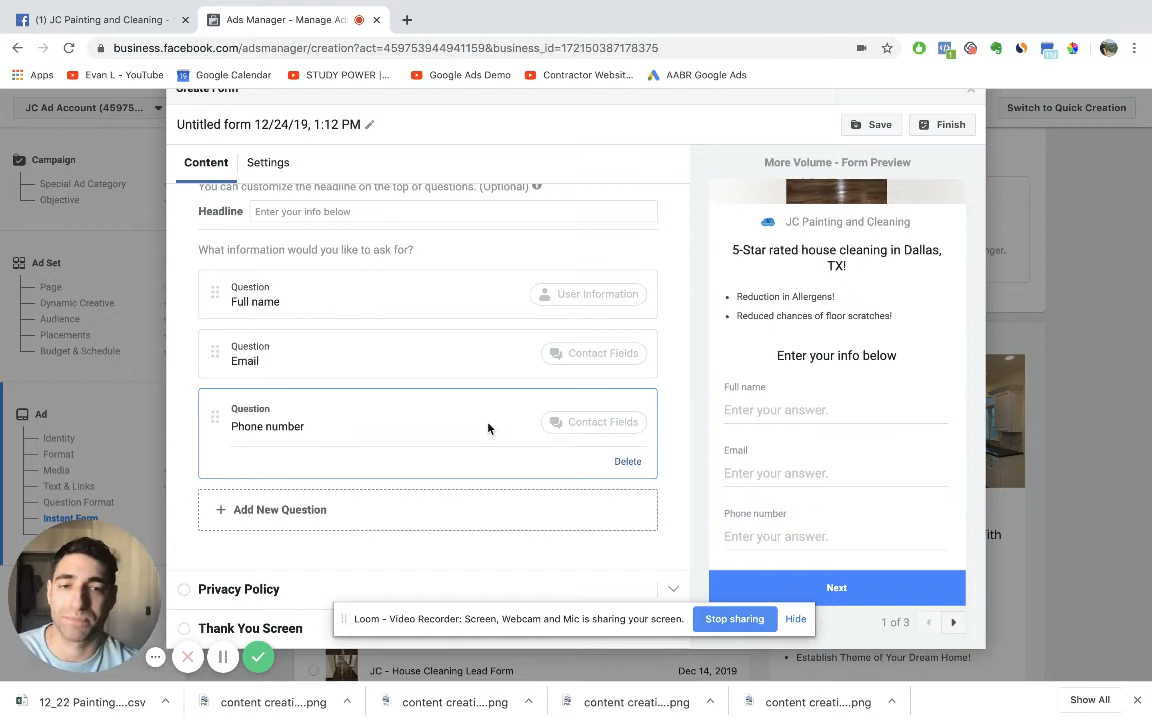 (1) JC Painting and Cleaning -
Ads Manager - Manage Ad
business.facebook.com/adsmanager/creation?act=459753944941159&business_id=172150387178375
Apps
Evan L - YouTube
Google Calendar
STUDY POWER |...
Google Ads Demo
Contractor Websit...
AABR Google Ads
JC Ad Account (45975...
Create Form
Switch to Quick Creation
Untitled form 12/24/19, 1:12 PM
Save
Finish
Campaign
Special Ad Category
Objective
Ad Set
Page
Dynamic Creative
Audience
Placements
Budget & Schedule
Ad
Identity
Format
Media
Text & Links
Question Format
Instant Form
Content
Settings
You can customize the headline on the top of questions. (Optional)
Headline
Enter your info below
What information would you like to ask for?
Question
Full name
User Information
Question
Email
Contact Fields
Question
Phone number
Contact Fields
Delete
+ Add New Question
Privacy Policy
Thank You Screen
More Volume - Form Preview
JC Painting and Cleaning
5-Star rated house cleaning in Dallas,
TX!
• Reduction in Allergens!
• Reduced chances of floor scratches!
Enter your info below
Full name
Enter your answer.
Email
Enter your answer.
Phone number
Enter your answer.
Next
1 of 3
nger.
ith
Loom - Video Recorder: Screen, Webcam and Mic is sharing your screen.
Stop sharing
Hide
JC - House Cleaning Lead Form
Dec 14, 2019
• Establish Theme of Your Dream Home!
12_22 Painting....csv
content creati....png
content creati....png
content creati....png
content creati....png
Show All